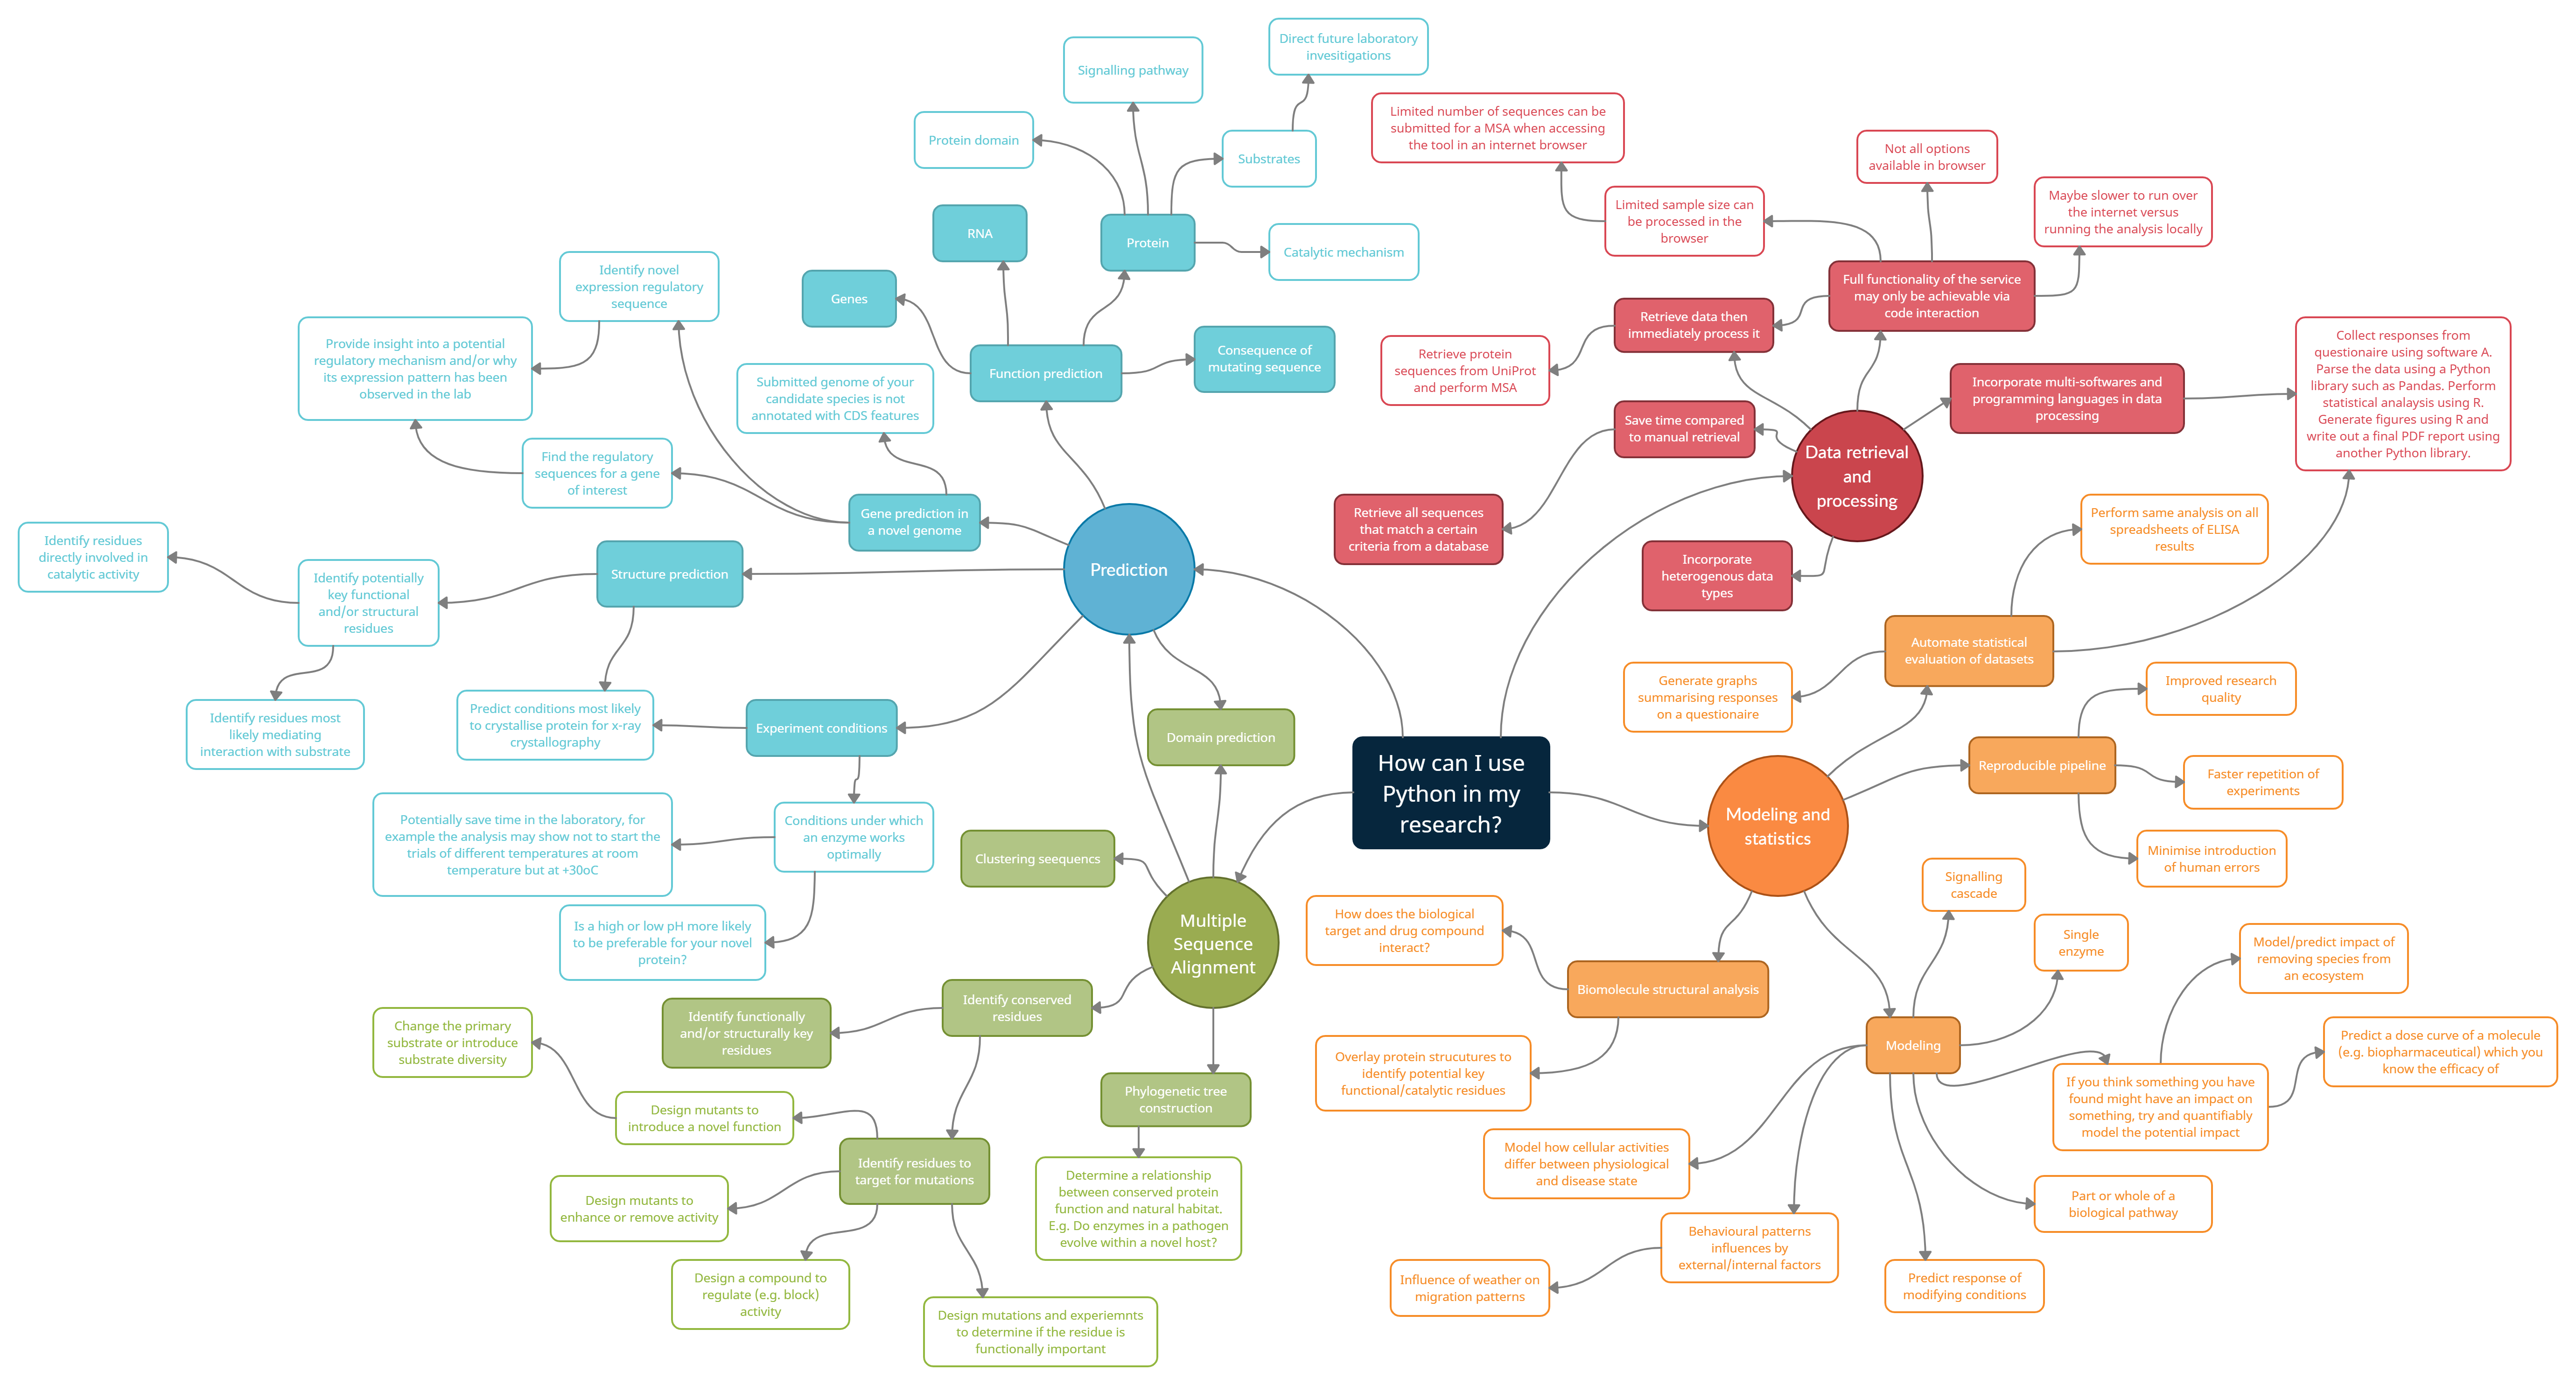 How can I use
Python in my
research?
Prediction
Function prediction
Genes
RNA
Protein
Protein domain
Signalling pathway
Substrates
Direct future laboratory
invesitigations
Catalytic mechanism
Consequence of
mutating sequence
Gene prediction in
a novel genome
Submitted genome of your
candidate species is not
annotated with CDS features
Identify novel
expression regulatory
sequence
Provide insight into a potential
regulatory mechanism and/or why
its expression pattern has been
observed in the lab
Find the regulatory
sequences for a gene
of interest
Structure prediction
Identify potentially
key functional
and/or structural
residues
Identify residues
directly involved in
catalytic activity
Identify residues most
likely mediating
interaction with substrate
Predict conditions most likely
to crystallise protein for x-ray
crystallography
Experiment conditions
Conditions under which
an enzyme works
optimally
Potentially save time in the laboratory, for
example the analysis may show not to start the
trials of different temperatures at room
temperature but at +30oC
Is a high or low pH more likely
to be preferable for your novel
protein?
Domain prediction
Multiple
Sequence
Alignment
Clustering seequencs
Identify conserved
residues
Identify functionally
and/or structurally key
residues
Identify residues to
target for mutations
Design mutants to
introduce a novel function
Change the primary
substrate or introduce
substrate diversity
Design mutants to
enhance or remove activity
Design a compound to
regulate (e.g. block)
activity
Design mutations and experiemnts
to determine if the residue is
functionally important
Phylogenetic tree
construction
Determine a relationship
between conserved protein
function and natural habitat.
E.g. Do enzymes in a pathogen
evolve within a novel host?
Data retrieval
and
processing
Full functionality of the service
may only be achievable via
code interaction
Limited sample size can
be processed in the
browser
Limited number of sequences can be
submitted for a MSA when accessing
the tool in an internet browser
Not all options
available in browser
Maybe slower to run over
the internet versus
running the analysis locally
Retrieve data then
immediately process it
Retrieve protein
sequences from UniProt
and perform MSA
Save time compared
to manual retrieval
Retrieve all sequences
that match a certain
criteria from a database
Incorporate
heterogenous data
types
Incorporate multi-softwares and
programming languages in data
processing
Collect responses from
questionaire using software A.
Parse the data using a Python
library such as Pandas. Perform
statistical analaysis using R.
Generate figures using R and
write out a final PDF report using
another Python library.
Modeling and
statistics
Automate statistical
evaluation of datasets
Perform same analysis on all
spreadsheets of ELISA
results
Generate graphs
summarising responses
on a questionaire
Reproducible pipeline
Improved research
quality
Faster repetition of
experiments
Minimise introduction
of human errors
Biomolecule structural analysis
How does the biological
target and drug compound
interact?
Overlay protein strucutures to
identify potential key
functional/catalytic residues
Modeling
Signalling
cascade
Single
enzyme
If you think something you have
found might have an impact on
something, try and quantifiably
model the potential impact
Model/predict impact of
removing species from
an ecosystem
Predict a dose curve of a molecule
(e.g. biopharmaceutical) which you
know the efficacy of
Part or whole of a
biological pathway
Predict response of
modifying conditions
Behavioural patterns
influences by
external/internal factors
Influence of weather on
migration patterns
Model how cellular activities
differ between physiological
and disease state